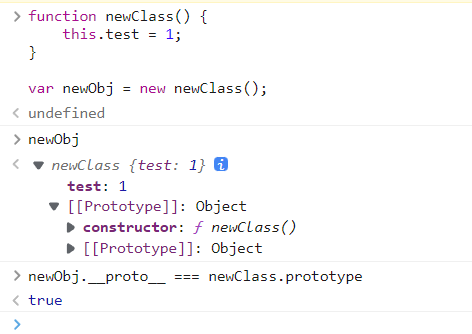 function newClass() {
    this.test = 1;
}
var newObj = new newClass();
undefined
newObj
newClass {test: 1} i
test: 1
[[Prototype]]: Object
constructor: ƒ newClass()
[[Prototype]]: Object
newObj.__proto__ === newClass.prototype
true